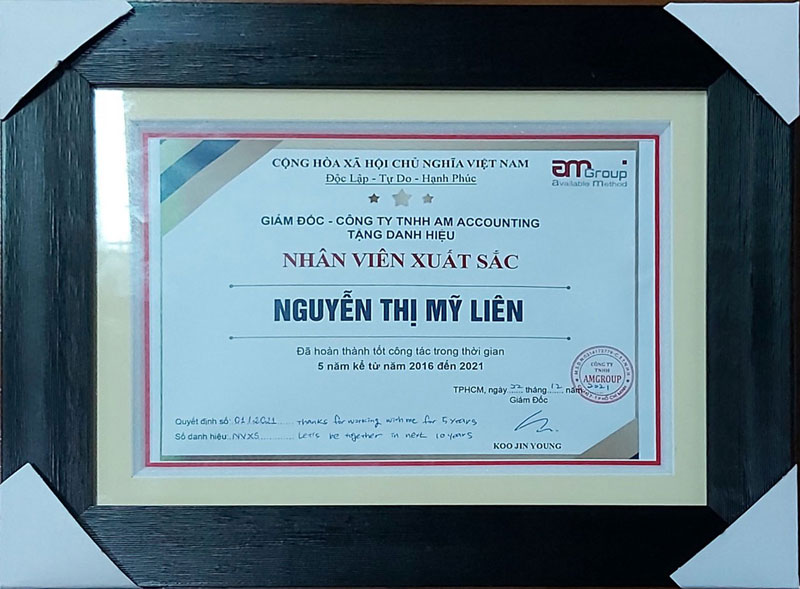 CỘNG HÒA XÃ HỘI CHỦ NGHĨA VIỆT NAM
Độc Lập - Tự Do - Hạnh Phúc
am Group
available method
GIÁM ĐỐC - CÔNG TY TNHH AM ACCOUNTING
TẶNG DANH HIỆU
NHÂN VIÊN XUẤT SẮC
NGUYỄN THỊ MỸ LIÊN
Đã hoàn thành tốt công tác trong thời gian
5 năm kể từ năm 2016 đến 2021
CÔNG TY
TNHH
AMGROUP
TPHCM, ngày 22 tháng 12 năm 2021
Giám Đốc
Quyết định số: 01/2021 thanks for working with me for 5 years
Số danh hiệu: NVXS Let's be together in next 10 years
KOO JIN YOUNG